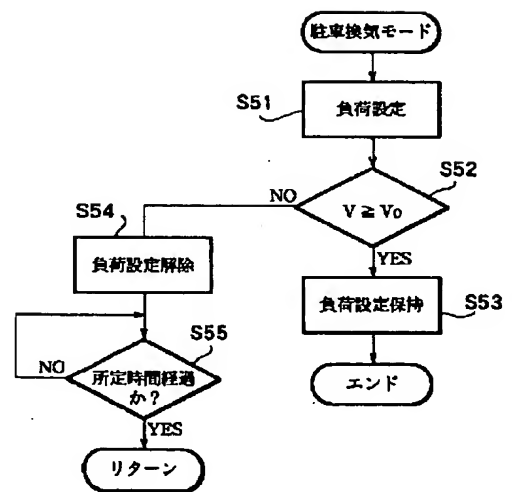 駐車換気モード
S51
負荷設定
S52
V ≧ Vo
NO
YES
S54
負荷設定解除
負荷設定保持
S53
S55
所定時間経過
か？
NO
YES
エンド
リターン